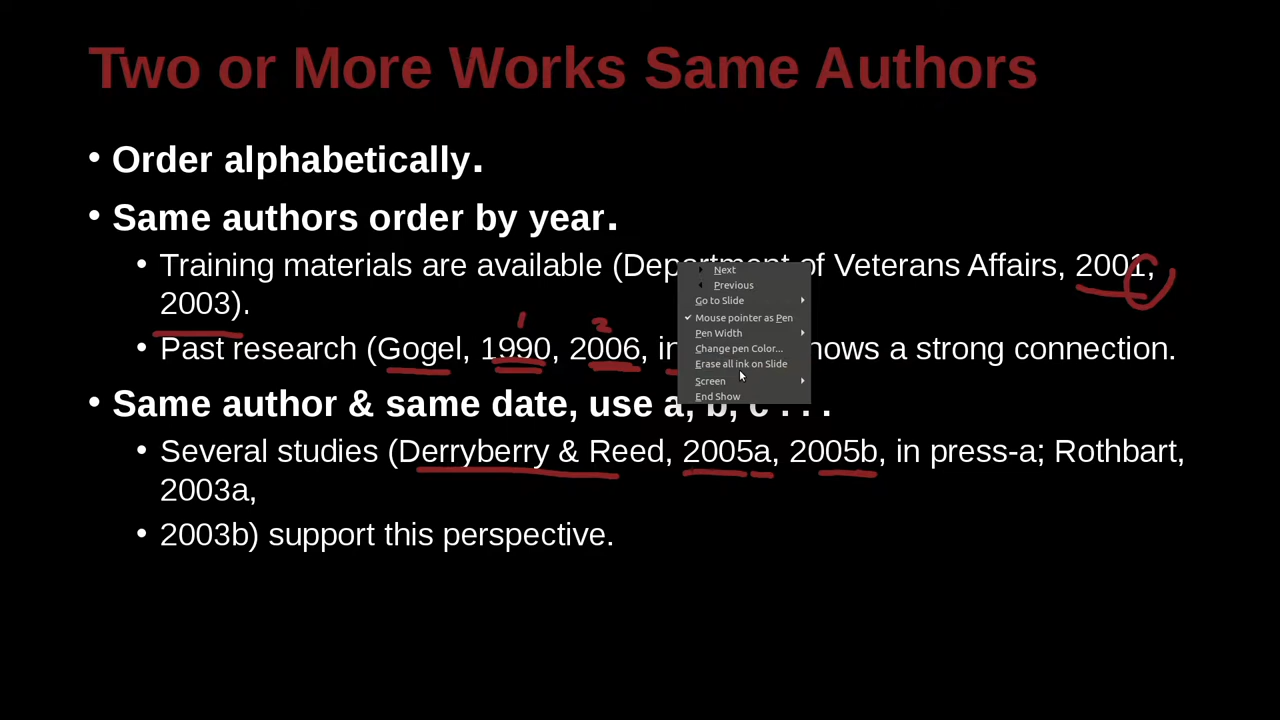 Two or More Works Same Authors
• Order alphabetically.
• Same authors order by year.
• Training materials are available (Department of Veterans Affairs, 2001,
2003).
1 2
• Past research (Gogel, 1990, 2006, in hows a strong connection.
• Same author & same date, use a, b, c . . .
• Several studies (Derryberry & Reed, 2005a, 2005b, in press-a; Rothbart,
2003a,
• 2003b) support this perspective.
Next
Previous
Go to Slide
Mouse pointer as Pen
Pen Width
Change pen Color...
Erase all ink on Slide
Screen
End Show